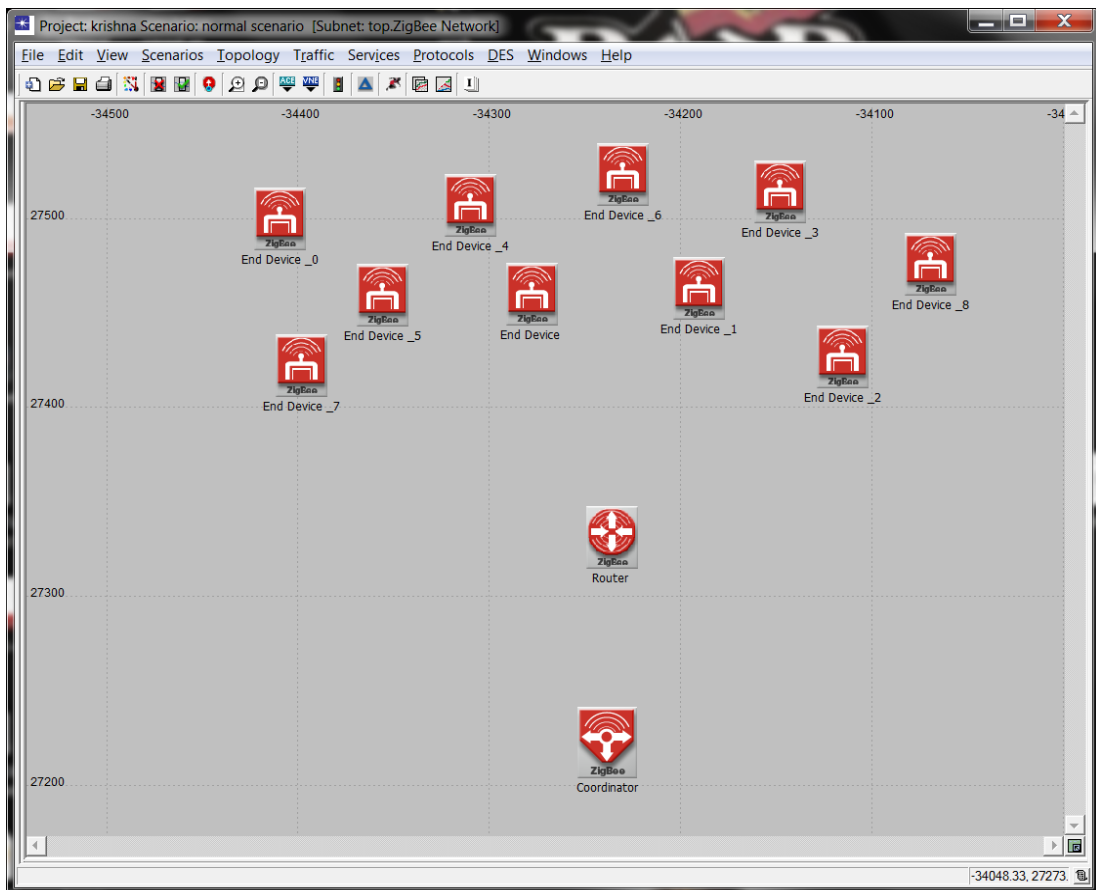 Project: krishna Scenario: normal scenario [Subnet: top.ZigBee Network]
File Edit View Scenarios Topology Traffic Services Protocols DES Windows Help
ACE VNE
-34500 -34400 -34300 -34200 -34100 -34
27500
ZigBee
End Device _0
ZigBee
End Device _4
ZigBee
End Device _6
ZigBee
End Device _3
ZigBee
End Device _5
ZigBee
End Device
ZigBee
End Device _1
ZigBee
End Device _8
ZigBee
End Device _7
ZigBee
End Device _2
27400
ZigBee
Router
27300
ZigBee
Coordinator
27200
-34048.33, 27273.